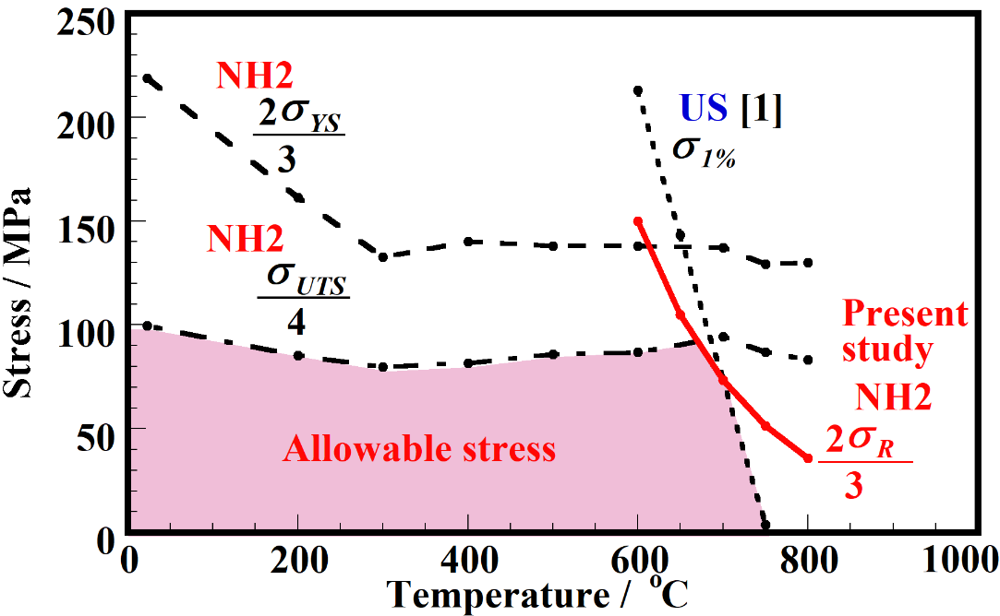 250
200
150
100
50
0
Stress / MPa
NH2
2σYS
3
NH2
σUTS
4
US [1]
σ1%
Present
study
NH2
2σR
3
Allowable stress
0 200 400 600 800 1000
Temperature / °C